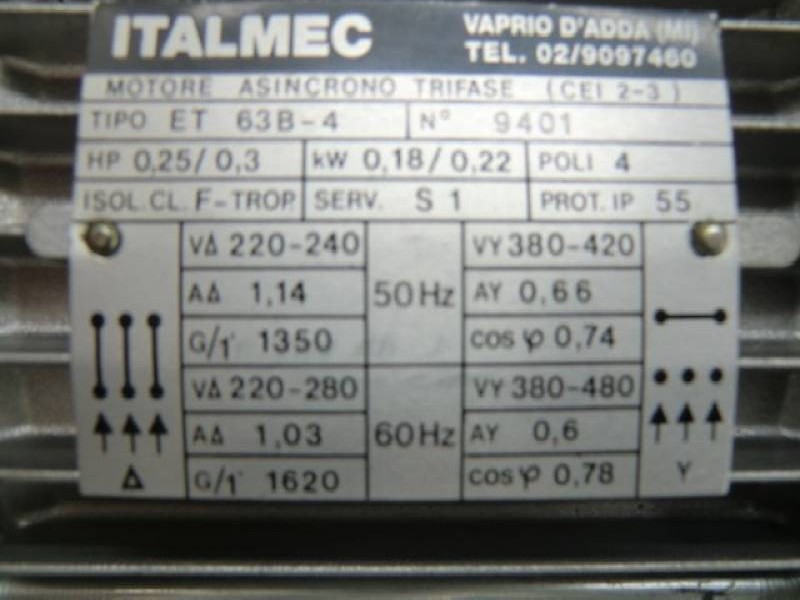 ITALMEC VAPRIO D'ADDA (MI)
TEL. 02/9097460
MOTORE ASINCRONO TRIFASE (CEI 2-3)
TIPO ET 63B-4 N° 9401
HP 0,25/0,3 kW 0,18/0,22 POLI 4
ISOL.CL. F-TROP. SERV. S1 PROT. IP 55
VΔ 220-240 VY 380-420
AΔ 1,14 50Hz AY 0,66
G/1' 1350 cos φ 0,74
VΔ 220-280 VY 380-480
AΔ 1,03 60Hz AY 0,6
G/1' 1620 cos φ 0,78
Δ Y